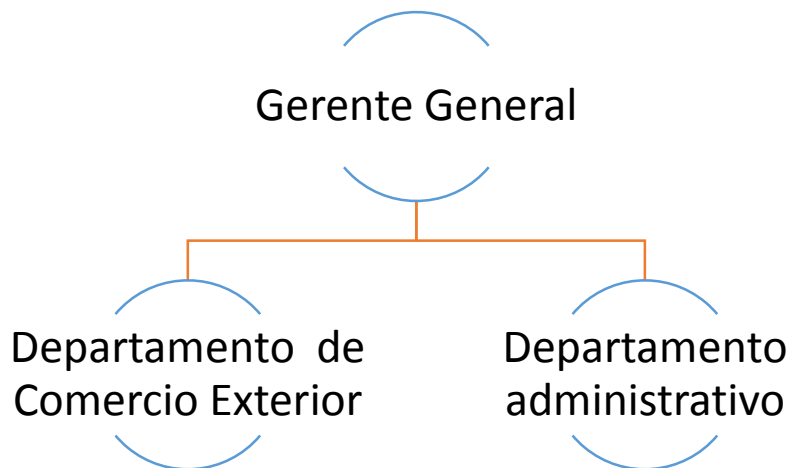 Gerente General
Departamento de
Comercio Exterior
Departamento
administrativo